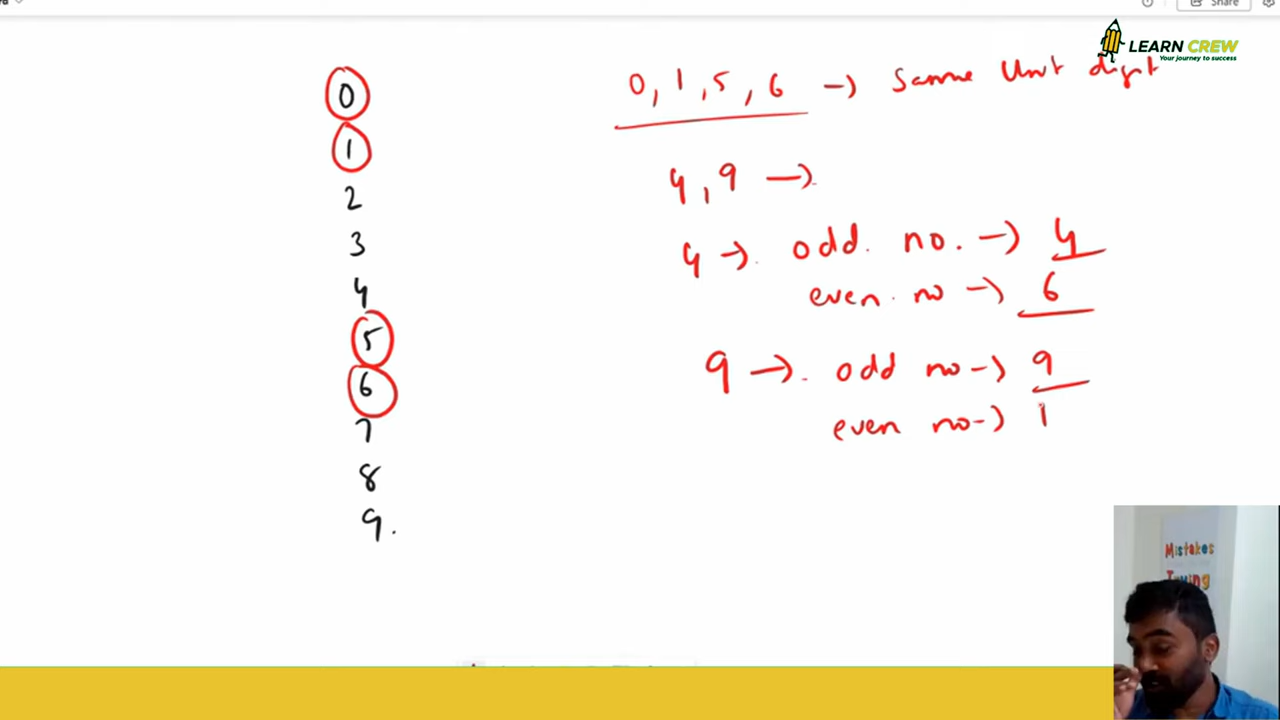 Share
LEARN CREW
Your journey to success
0
1
2
3
4
5
6
7
8
9.
0, 1, 5, 6 → Same Unit digit
4, 9 →
4 → odd. no. → 4
even. no → 6
9 → odd no → 9
even no → 1
Mistakes